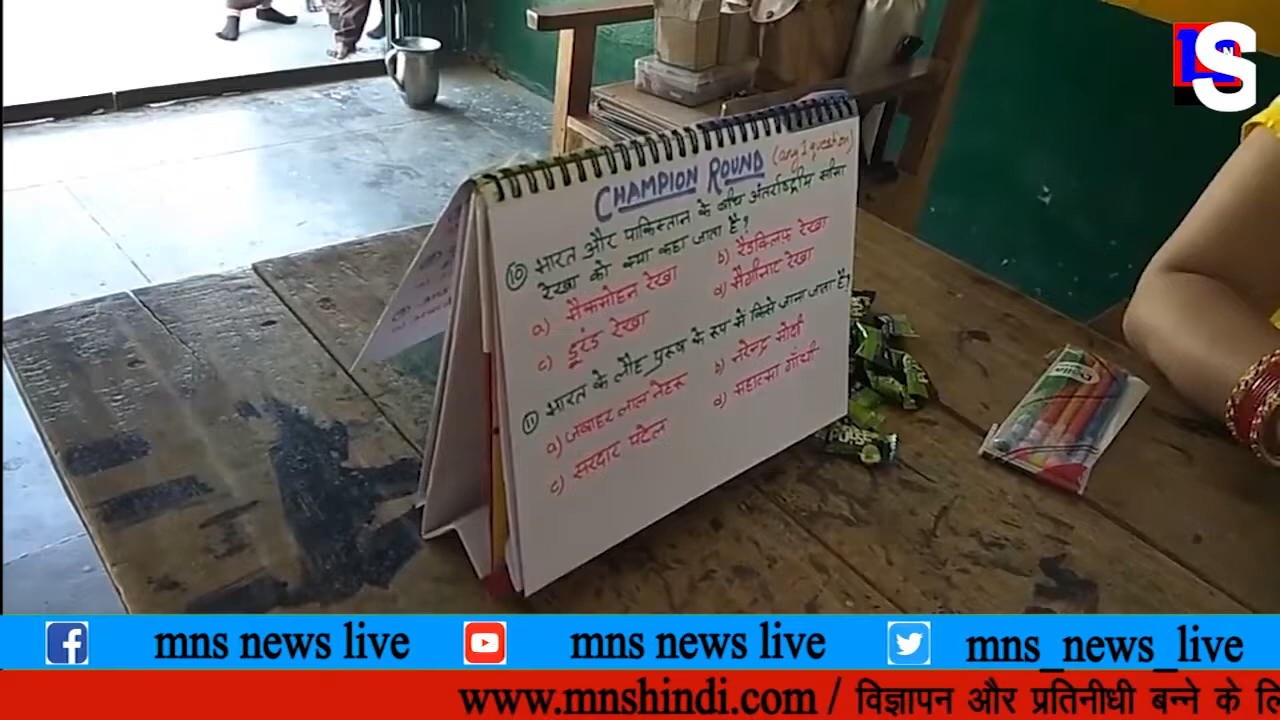 CHAMPION ROUND (any 1 question)
10 भारत और पाकिस्तान के बीच अंतर्राष्ट्रीय सीमा
रेखा को क्या कहा जाता है?
a) मैकमोहन रेखा b) रैडक्लिफ रेखा
c) डूरंड रेखा d) मैगीनाट रेखा
11 भारत के लौह पुरूष के रूप में किसे जाना जाता है?
a) जवाहर लाल नेहरू b) नरेन्द्र मोदी
c) सरदार पटेल d) महात्मा गाँधी
PULSE
mns news live mns news live mns_news_live
www.mnshindi.com / विज्ञापन और प्रतिनीधी बन्ने के लि